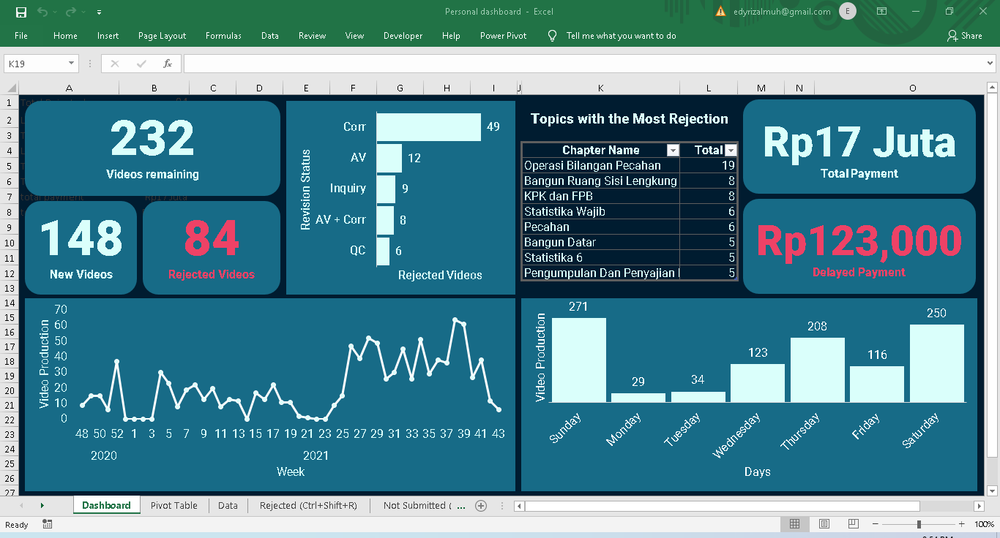 Personal dashboard - Excel
edyrizalmuh@gmail.com
E
File Home Insert Page Layout Formulas Data Review View Developer Help Power Pivot Tell me what you want to do Share
K19
fx
A B C D E F G H I J K L M N O
1
2
3
4
5
6
7
8
9
10
11
12
13
14
15
16
17
18
19
20
21
22
23
24
25
26
27
total payment Rp17Juta
232
Videos remaining
148
New Videos
84
Rejected Videos
Revision Status
Corr 49
AV 12
Inquiry 9
AV + Corr 8
QC 6
Rejected Videos
Topics with the Most Rejection
Chapter Name Total
Operasi Bilangan Pecahan 19
Bangun Ruang Sisi Lengkung 8
KPK dan FPB 8
Statistika Wajib 6
Pecahan 6
Bangun Datar 5
Statistika 6 5
Pengumpulan Dan Penyajian 5
Rp17 Juta
Total Payment
Rp123,000
Delayed Payment
Video Production
70
60
50
40
30
20
10
0
48 50 52 1 3 5 7 9 11 13 15 17 19 21 23 25 27 29 31 33 35 37 39 41 43
2020 2021
Week
Video Production
271 29 34 123 208 116 250
Sunday Monday Tuesday Wednesday Thursday Friday Saturday
Days
Dashboard Pivot Table Data Rejected (Ctrl+Shift+R) Not Submitted ( ...
Ready
100%